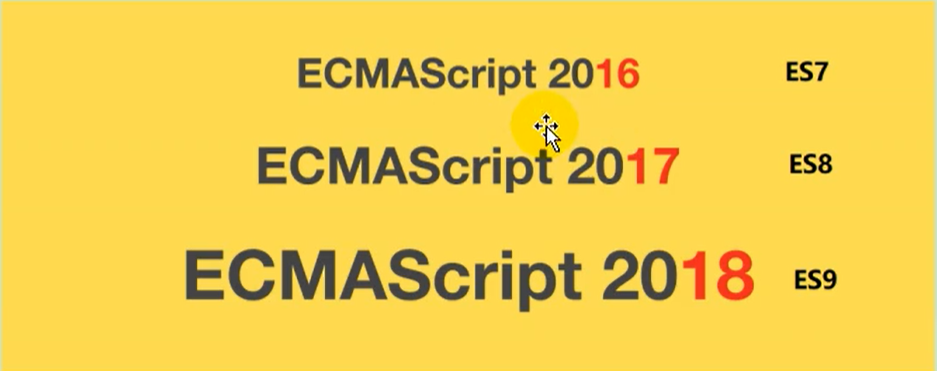 ECMAScript 2016 ES7
ECMAScript 2017 ES8
ECMAScript 2018 ES9